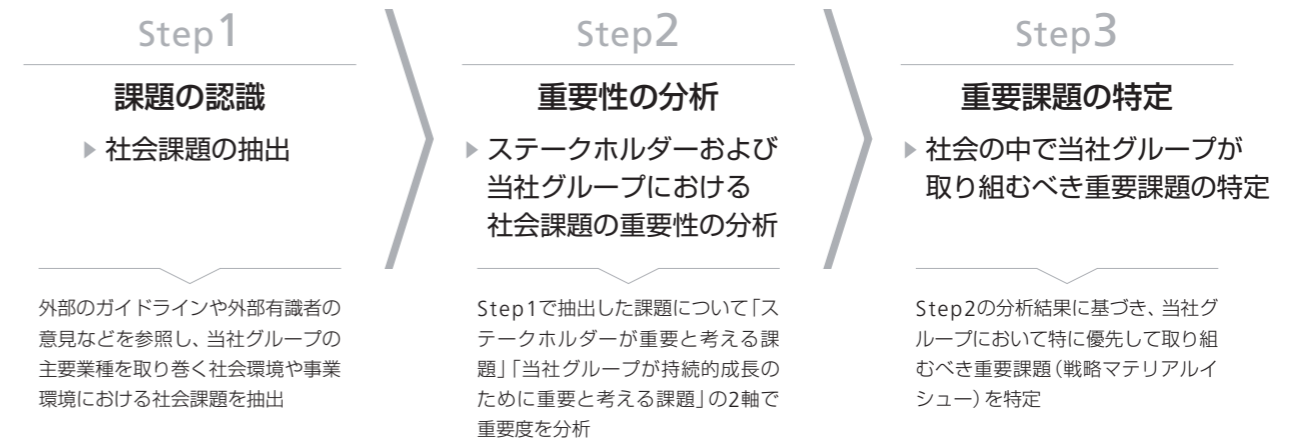 Step1
課題の認識
▶ 社会課題の抽出
外部のガイドラインや外部有識者の
意見などを参照し、当社グループの
主要業種を取り巻く社会環境や事業
環境における社会課題を抽出
Step2
重要性の分析
▶ ステークホルダーおよび
当社グループにおける
社会課題の重要性の分析
Step1で抽出した課題について「ス
テークホルダーが重要と考える課
題」「当社グループが持続的成長の
ために重要と考える課題」の2軸で
重要度を分析
Step3
重要課題の特定
▶ 社会の中で当社グループが
取り組むべき重要課題の特定
Step2の分析結果に基づき、当社グ
ループにおいて特に優先して取り組
むべき重要課題（戦略マテリアルイ
シュー）を特定